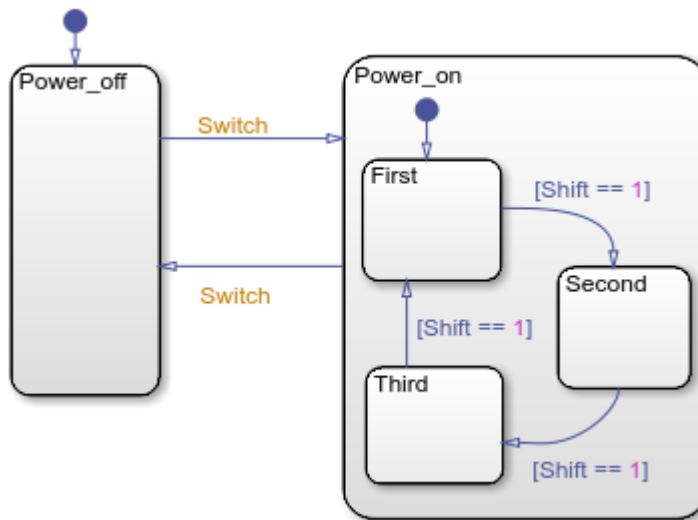 Power_off
Switch
Switch
Power_on
First
[Shift == 1]
Second
[Shift == 1]
Third
[Shift == 1]